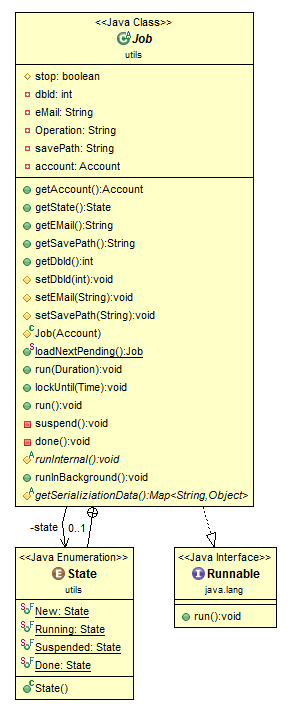 <<Java Class>>
Job
utils
stop: boolean
dbId: int
eMail: String
Operation: String
savePath: String
account: Account
getAccount():Account
getState():State
getEMail():String
getSavePath():String
getDbId():int
setDbId(int):void
setEMail(String):void
setSavePath(String):void
Job(Account)
loadNextPending():Job
run(Duration):void
lockUntil(Time):void
run():void
suspend():void
done():void
runInternal():void
runInBackground():void
getSerializiationData():Map<String,Object>
-state
0..1
<<Java Enumeration>>
State
utils
New: State
Running: State
Suspended: State
Done: State
State()
<<Java Interface>>
Runnable
java.lang
run():void